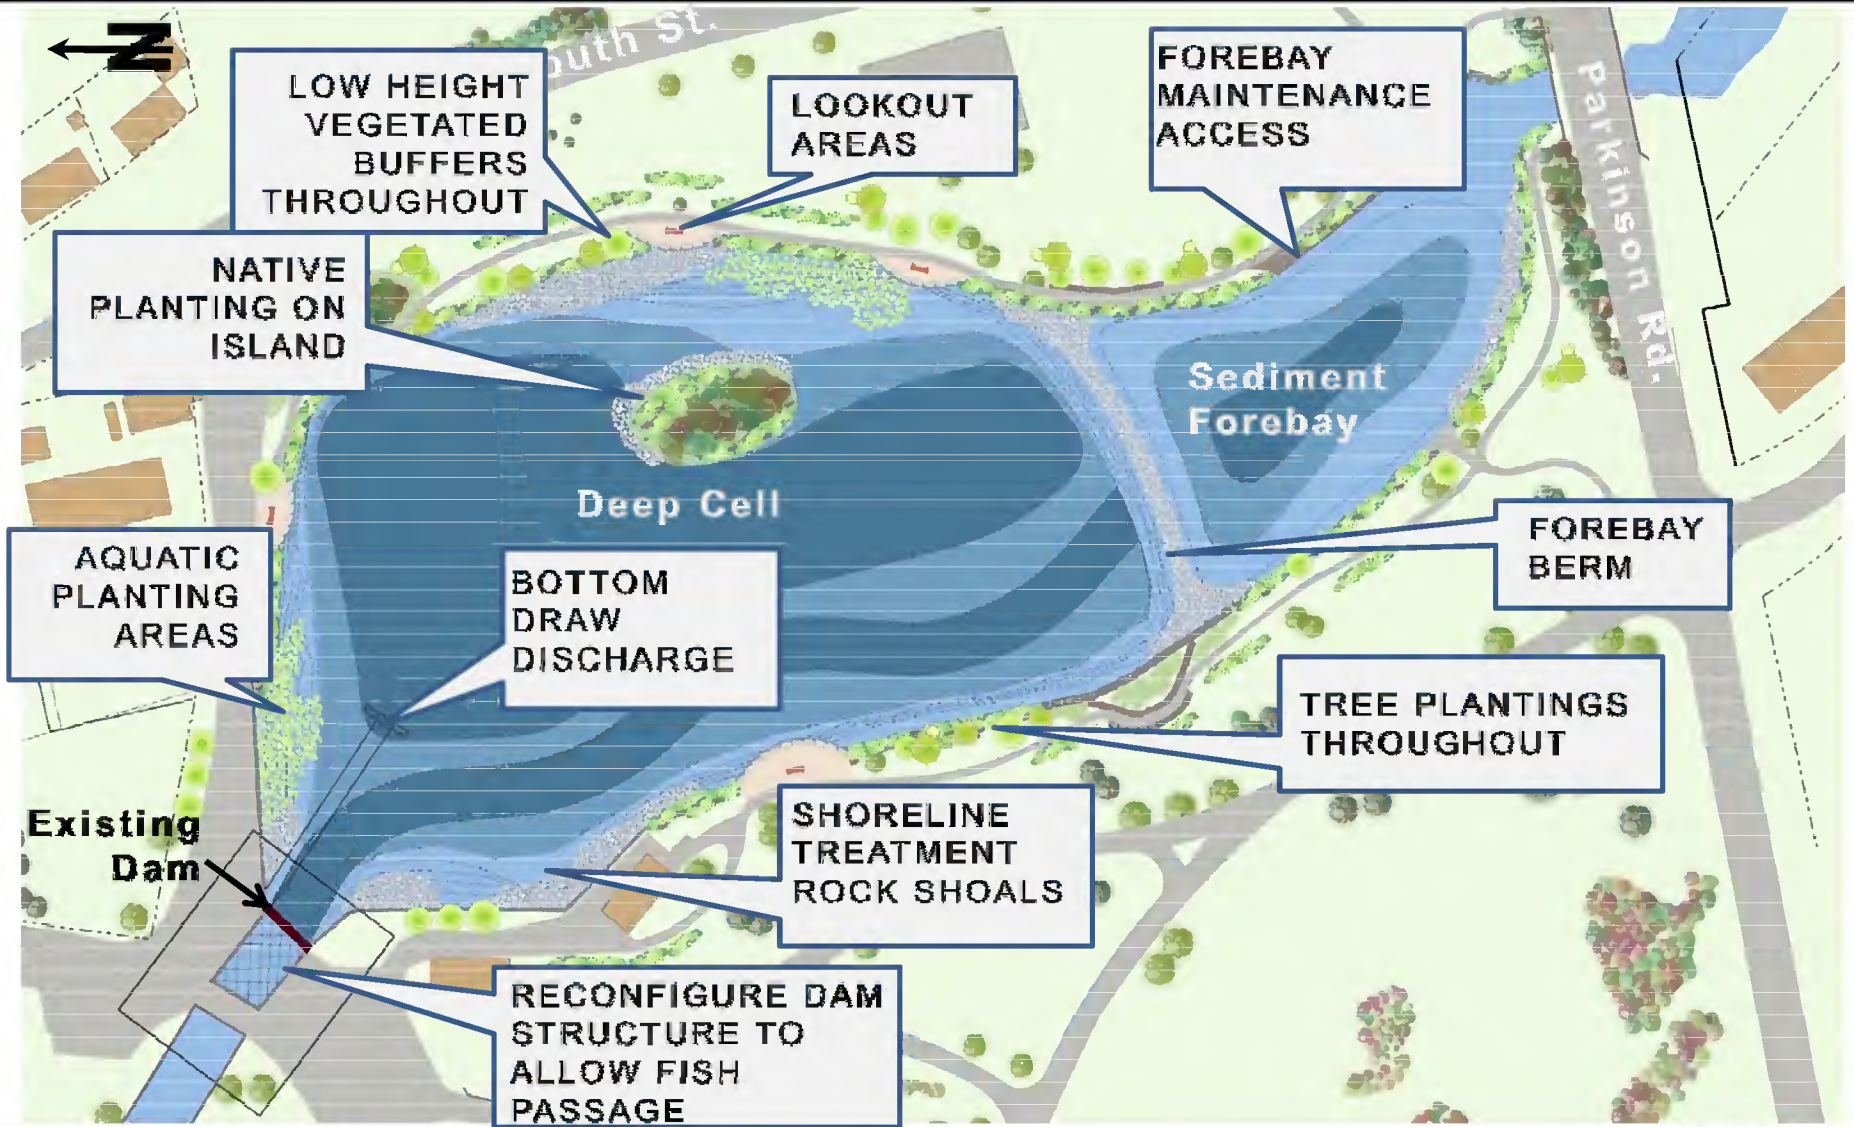 N
outh St.
LOW HEIGHT
VEGETATED
BUFFERS
THROUGHOUT
LOOKOUT
AREAS
FOREBAY
MAINTENANCE
ACCESS
Parkinson Rd.
NATIVE
PLANTING ON
ISLAND
Sediment
Forebay
Deep Cell
AQUATIC
PLANTING
AREAS
BOTTOM
DRAW
DISCHARGE
FOREBAY
BERM
TREE PLANTINGS
THROUGHOUT
Existing
Dam
SHORELINE
TREATMENT
ROCK SHOALS
RECONFIGURE DAM
STRUCTURE TO
ALLOW FISH
PASSAGE